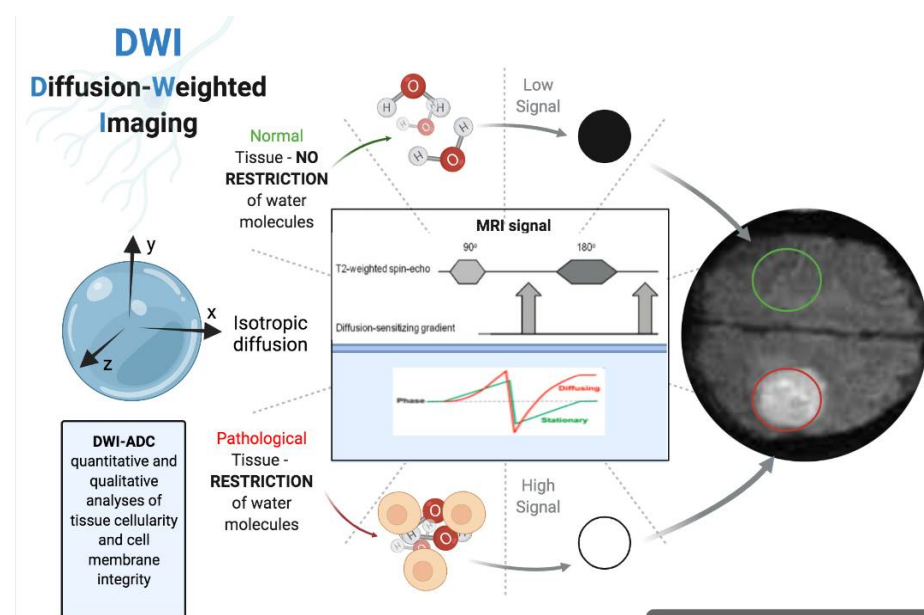 DWI
Diffusion-Weighted
Imaging
Normal
Tissue - NO
RESTRICTION
of water
molecules
O
H
H
H
O
H
O
H
Low
Signal
MRI signal
90°
180°
T2-weighted spin-echo
Diffusion-sensitizing gradient
y
x
z
Isotropic
diffusion
Phase
Diffusing
Stationary
DWI-ADC
quantitative and
qualitative
analyses of
tissue cellularity
and cell
membrane
integrity
Pathological
Tissue -
RESTRICTION
of water
molecules
O
H
H
O
H
O
High
Signal